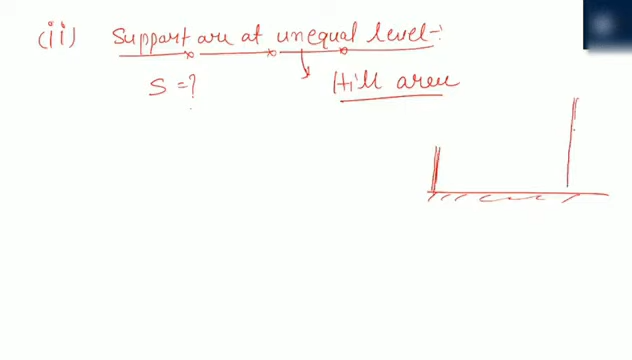 (ii) Support are at unequal level-:
S=? Hill area